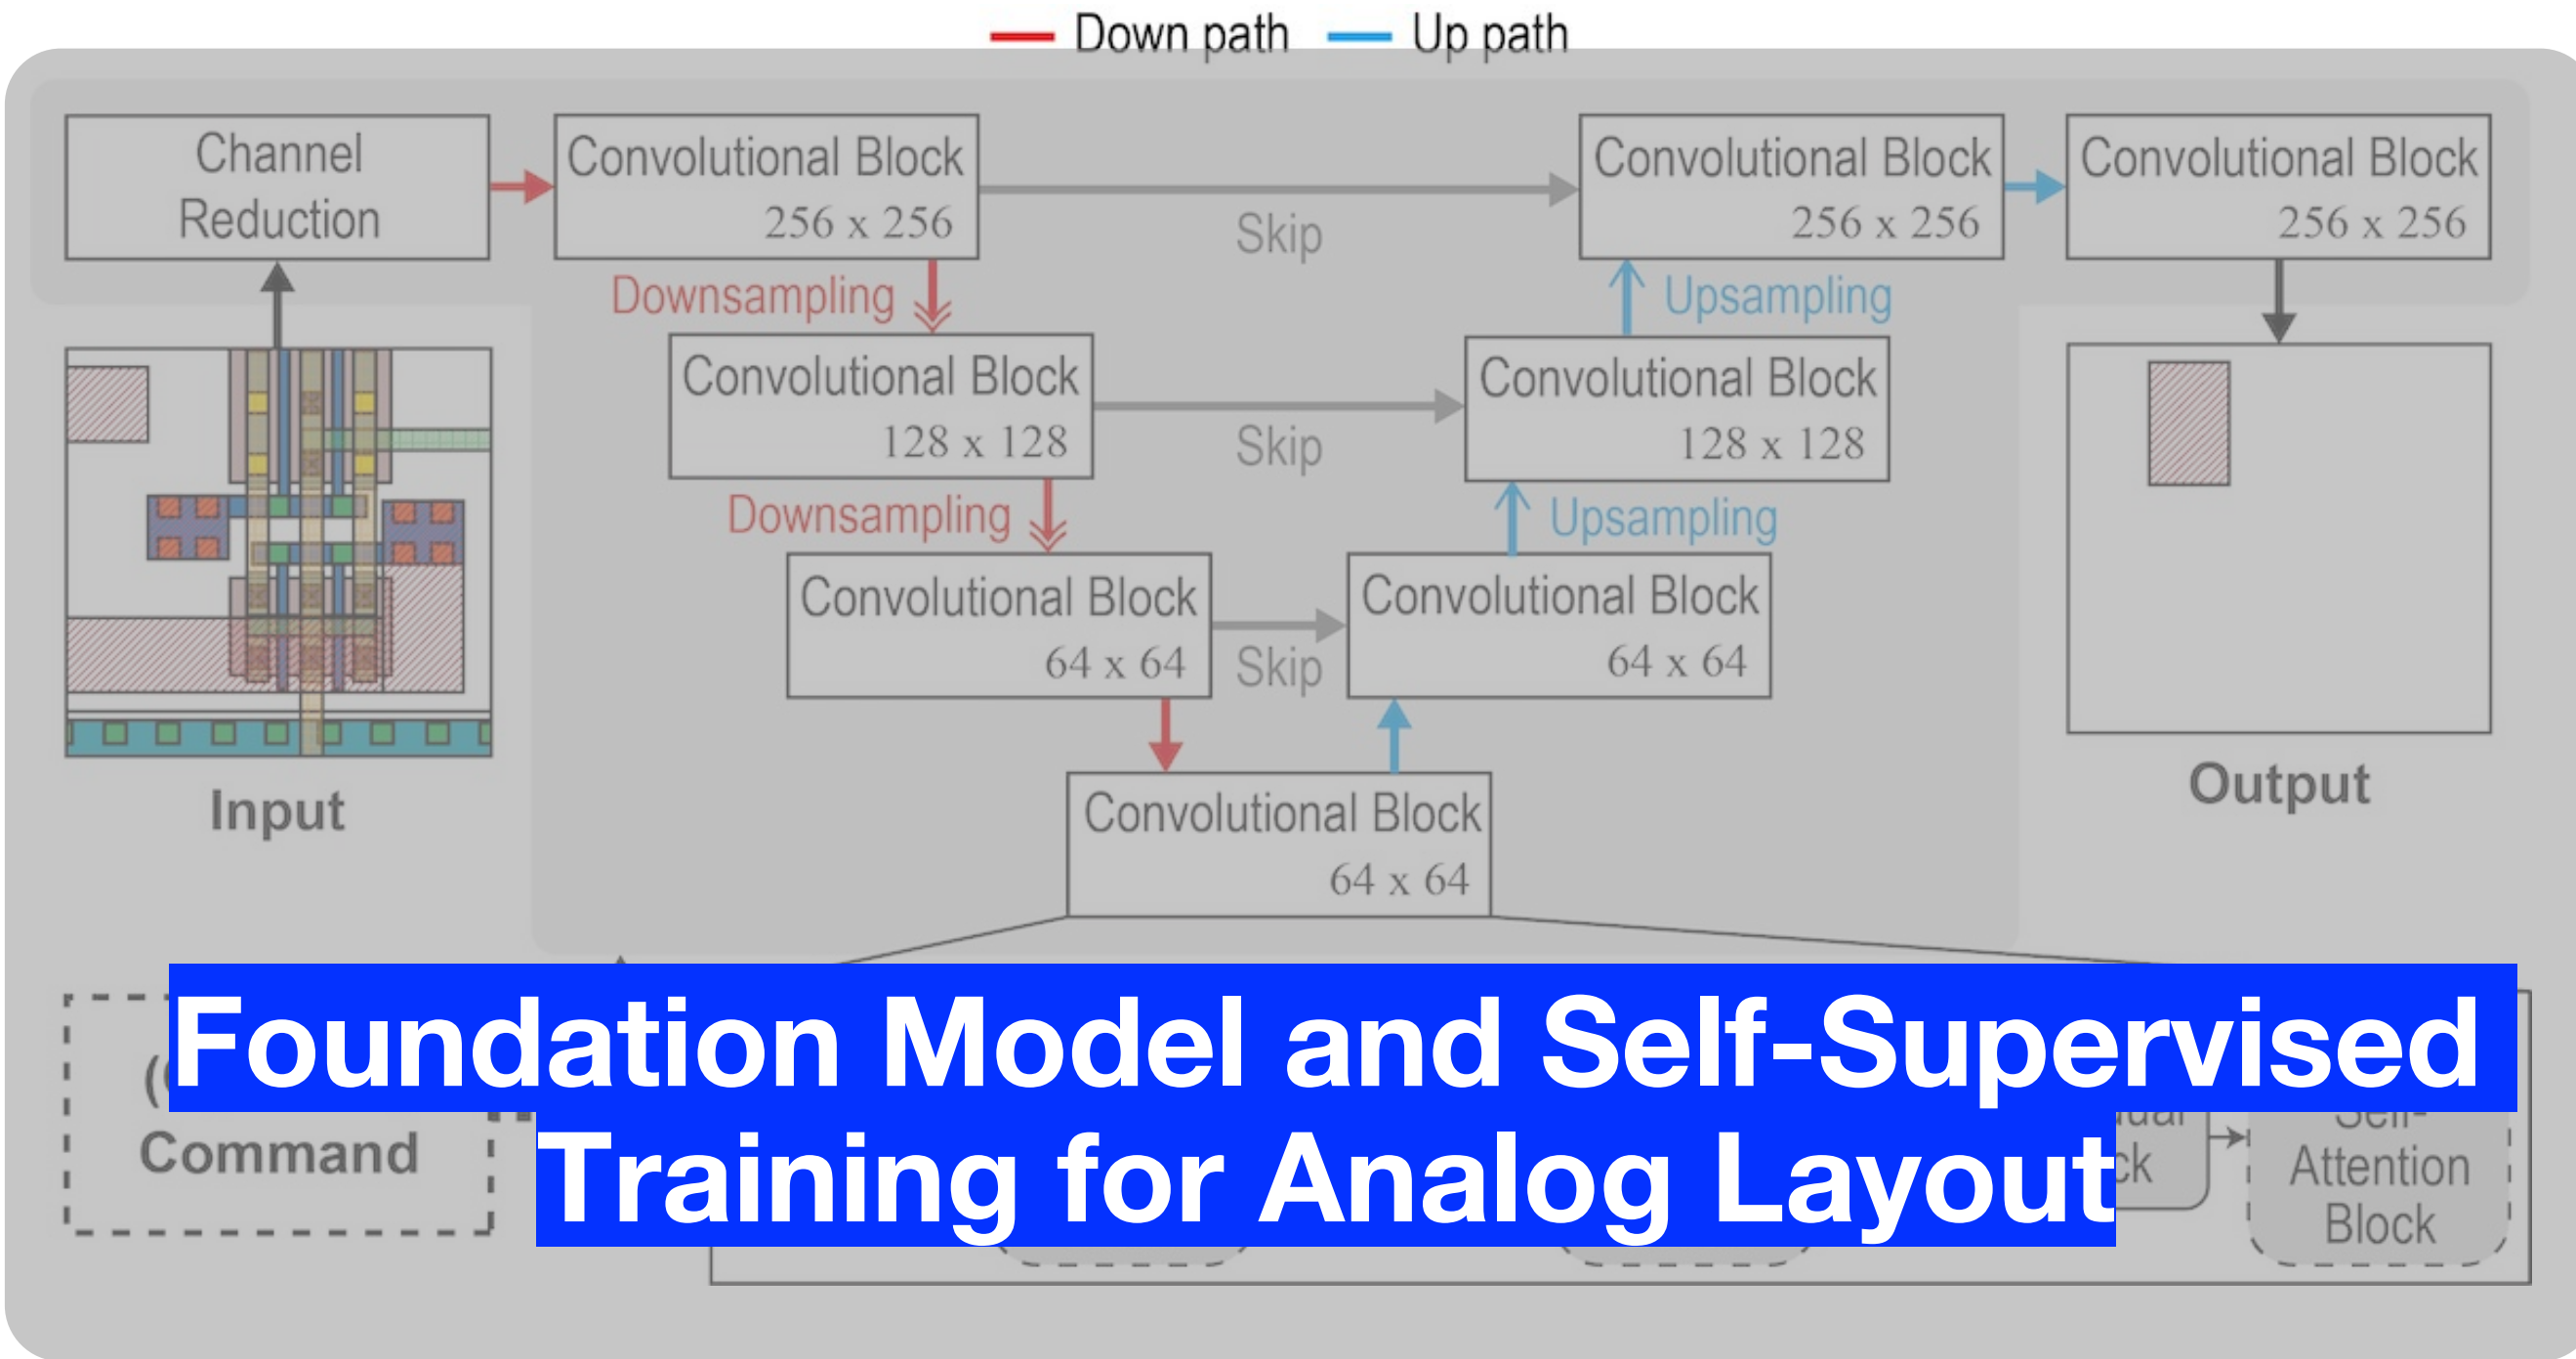 Down path
Up path
Channel
Reduction
Convolutional Block
256 x 256
Skip
Convolutional Block
256 x 256
Convolutional Block
256 x 256
Downsampling
Upsampling
Convolutional Block
128 x 128
Skip
Convolutional Block
128 x 128
Downsampling
Upsampling
Convolutional Block
64 x 64
Skip
Convolutional Block
64 x 64
Input
Output
Convolutional Block
64 x 64
Foundation Model and Self-Supervised
Training for Analog Layout
Command
Self-
Attention
Block